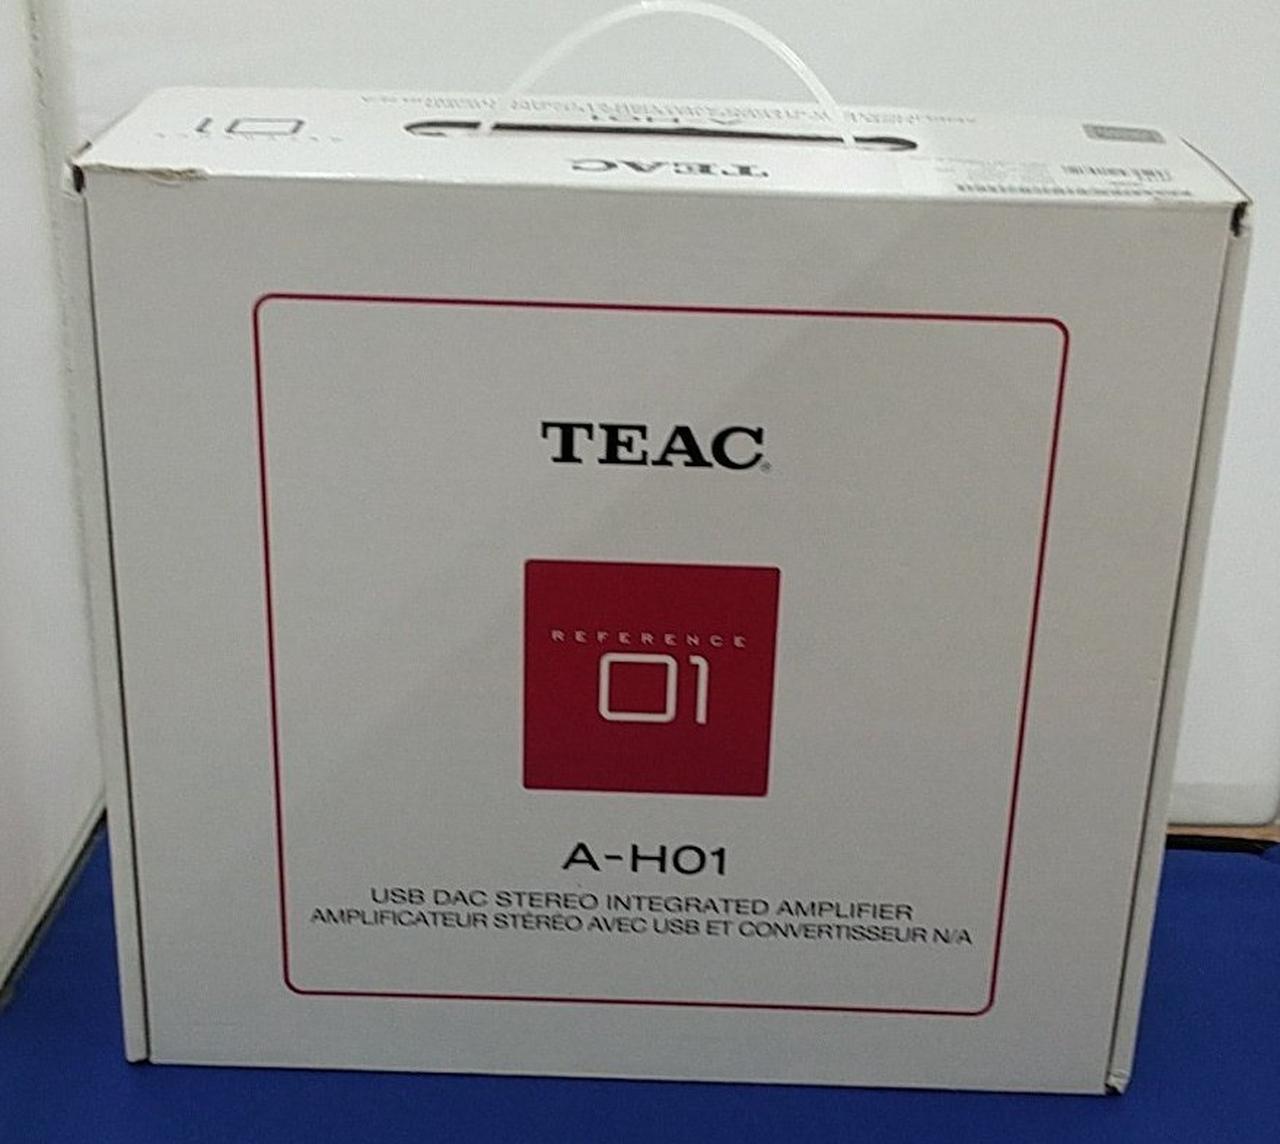 TEAC
TEAC®
REFERENCE
01
A-H01
USB DAC STEREO INTEGRATED AMPLIFIER
AMPLIFICATEUR STÉRÉO AVEC USB ET CONVERTISSEUR N/A